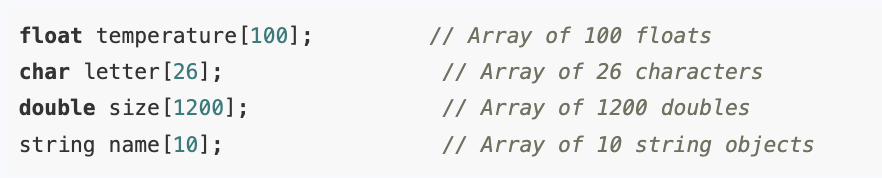 float temperature[100];         // Array of 100 floats
char letter[26];                 // Array of 26 characters
double size[1200];               // Array of 1200 doubles
string name[10];                 // Array of 10 string objects